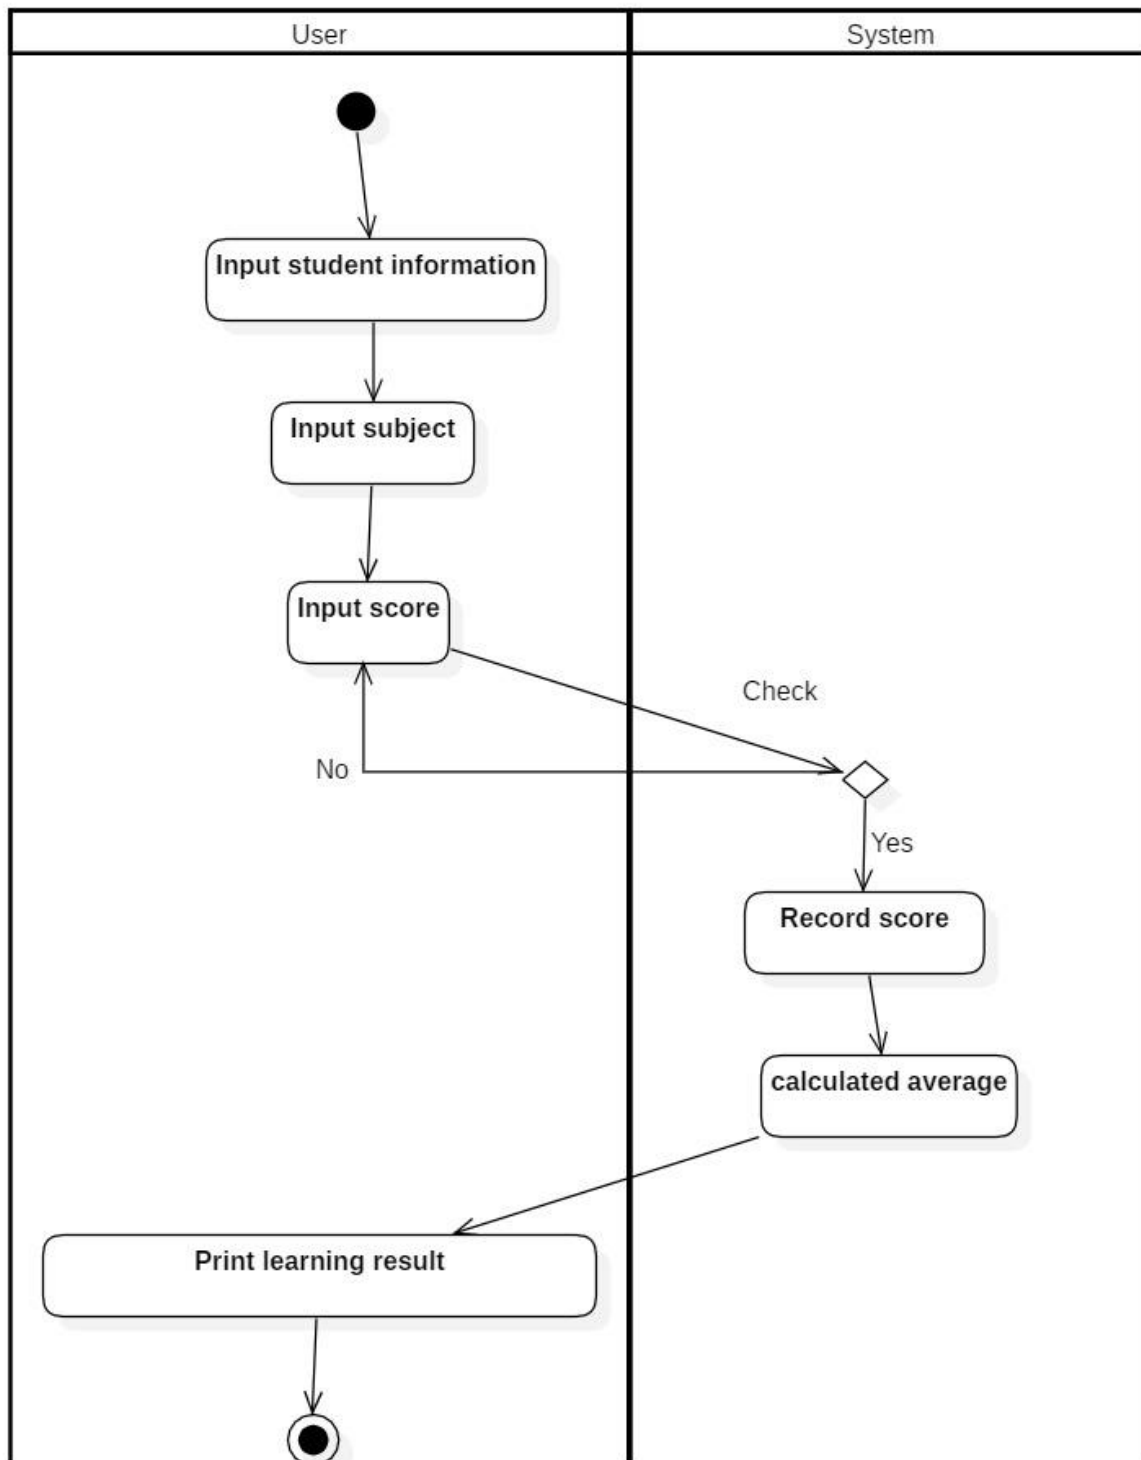 User
System
Input student information
Input subject
Input score
Check
No
Yes
Record score
calculated average
Print learning result